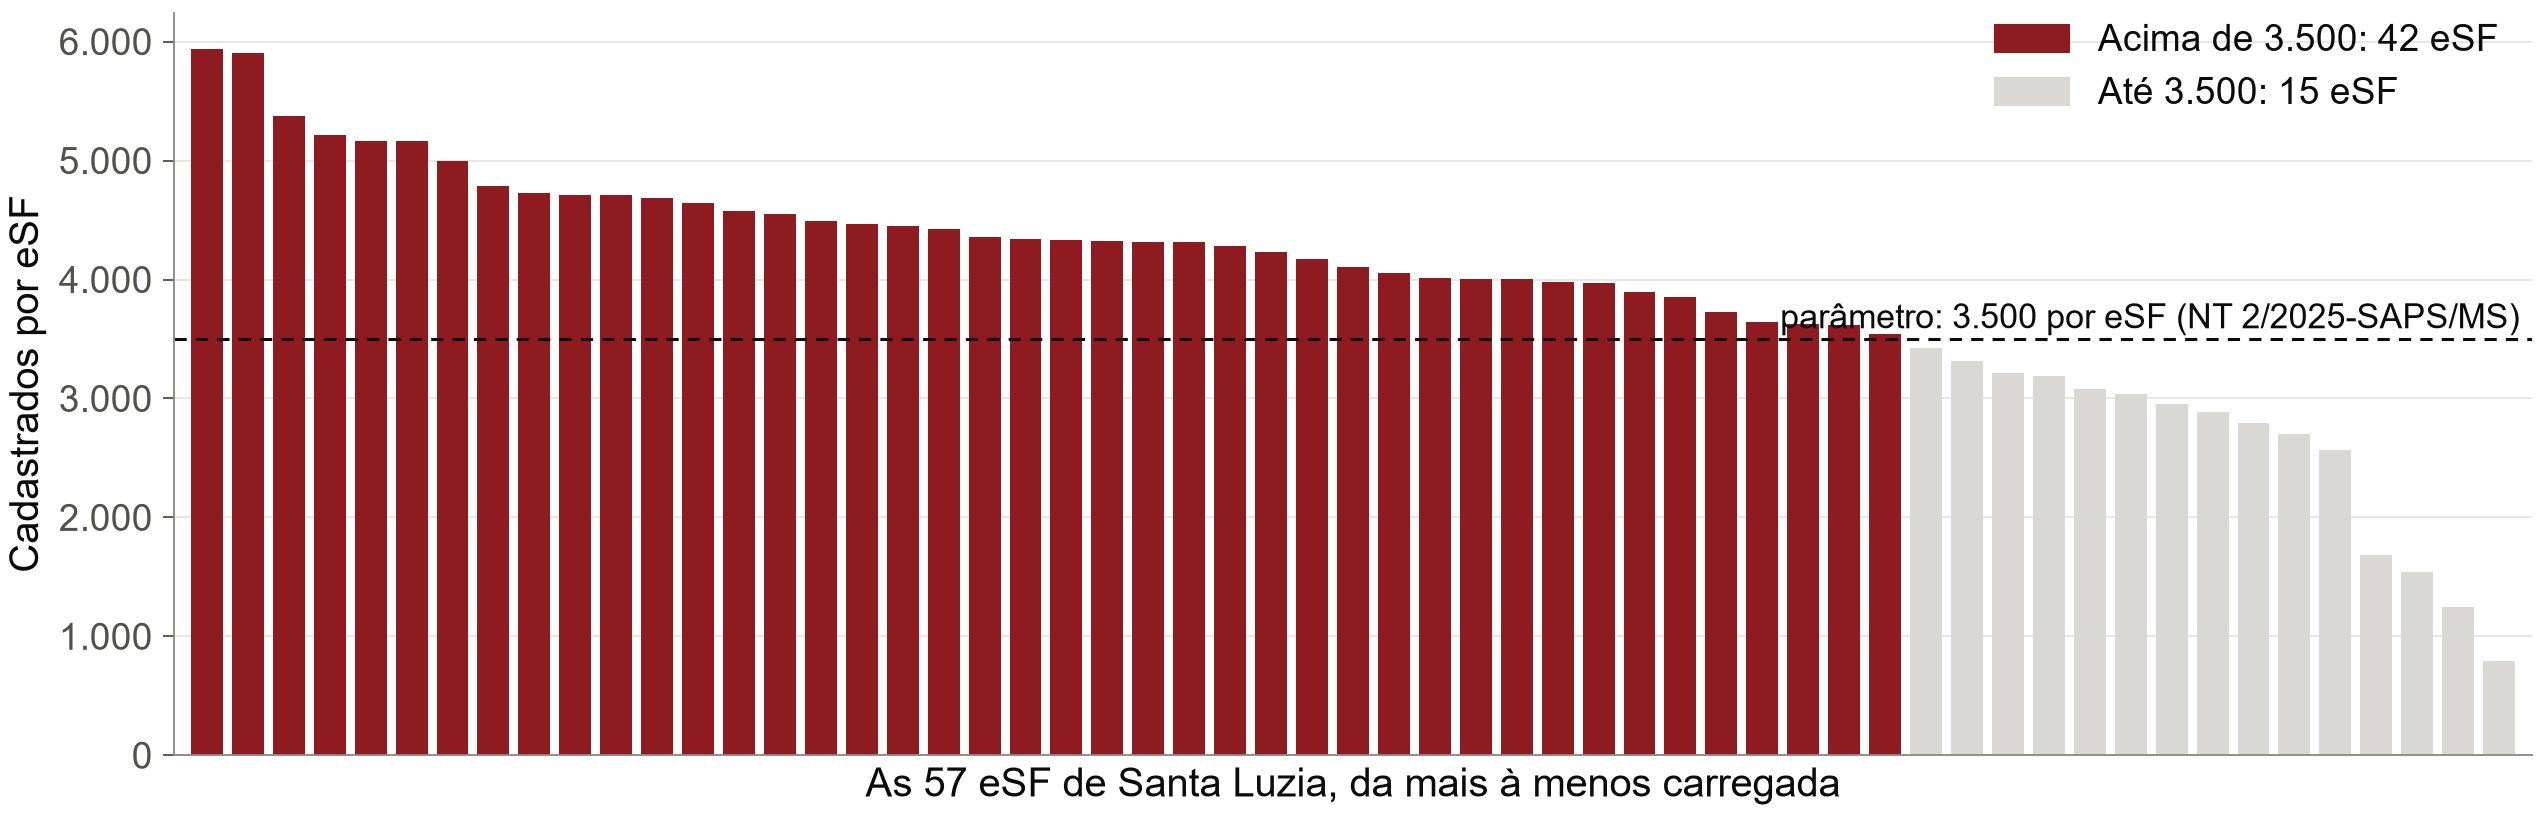 Acima de 3.500: 42 eSF
Até 3.500: 15 eSF
Cadastrados por eSF
6.000
5.000
4.000
3.000
2.000
1.000
0
parâmetro: 3.500 por eSF (NT 2/2025-SAPS/MS)
As 57 eSF de Santa Luzia, da mais à menos carregada